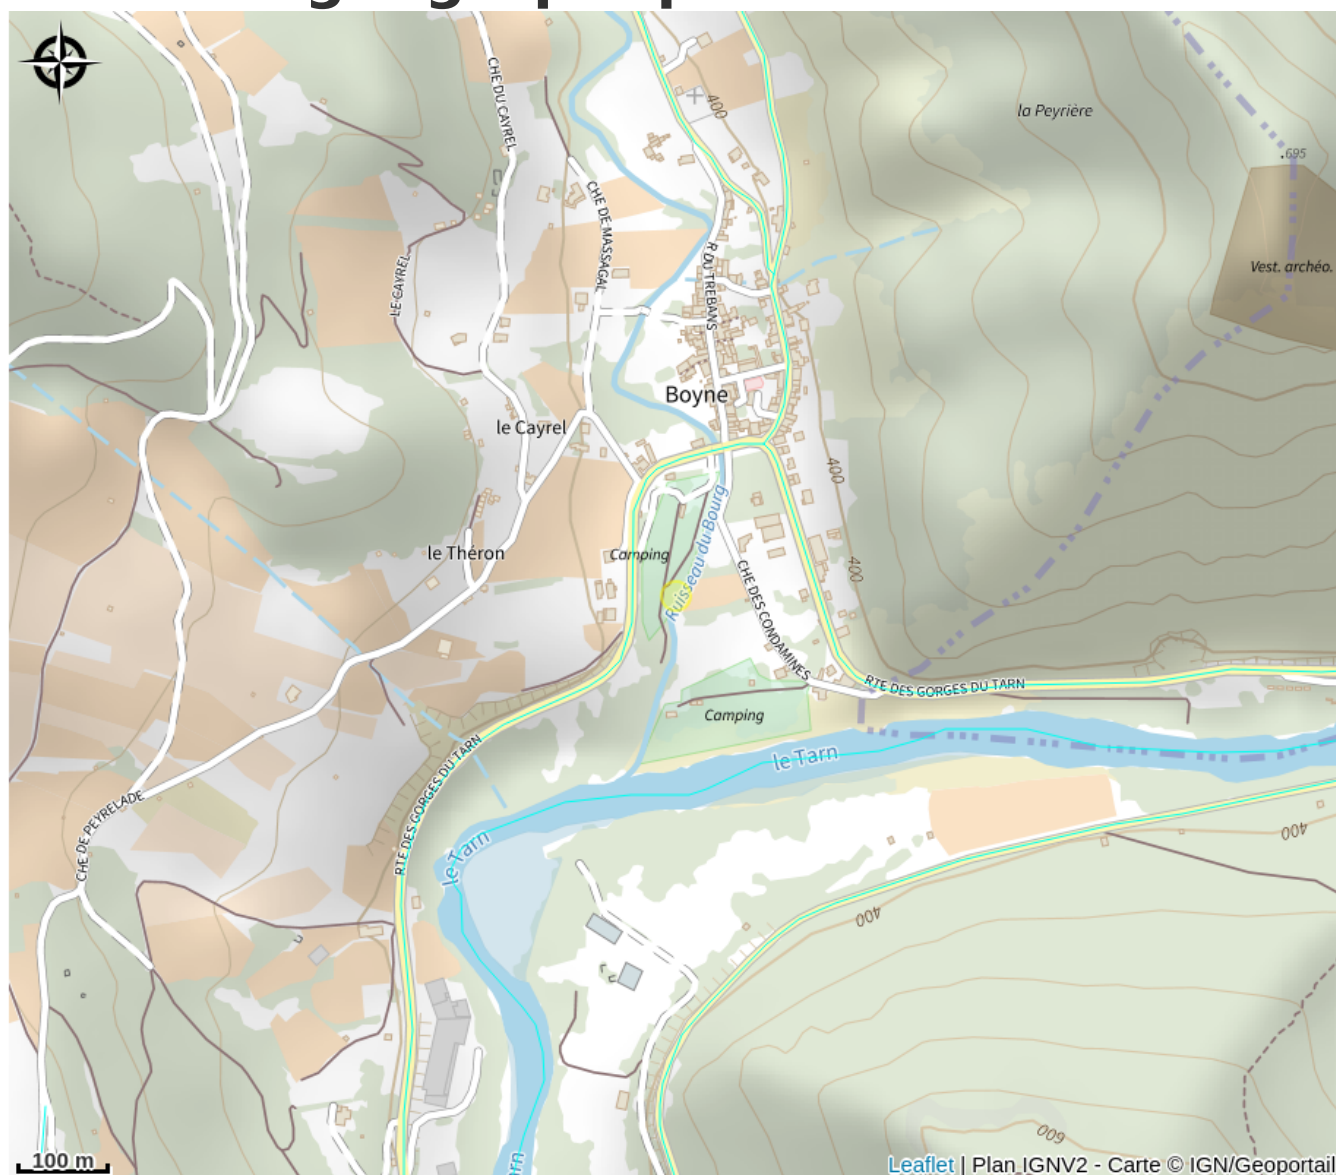 CHE DU CAYREL
400
la Peyrière
.695
CHE DE MASSAGAL
R DU TREBANS
LE CAYREL
Vest. archéo.
Boyne
le Cayrel
400
Ruisseau du Bourg
le Théron
Camping
400
CHE DES CONDAMINES
RTE DES GORGES DU TARN
Camping
le Tarn
RTE DES GORGES DU TARN
CHE DE PEYRELADE
le Tarn
400
400
600
100 m
Leaflet | Plan IGNV2 - Carte © IGN/Geoportail